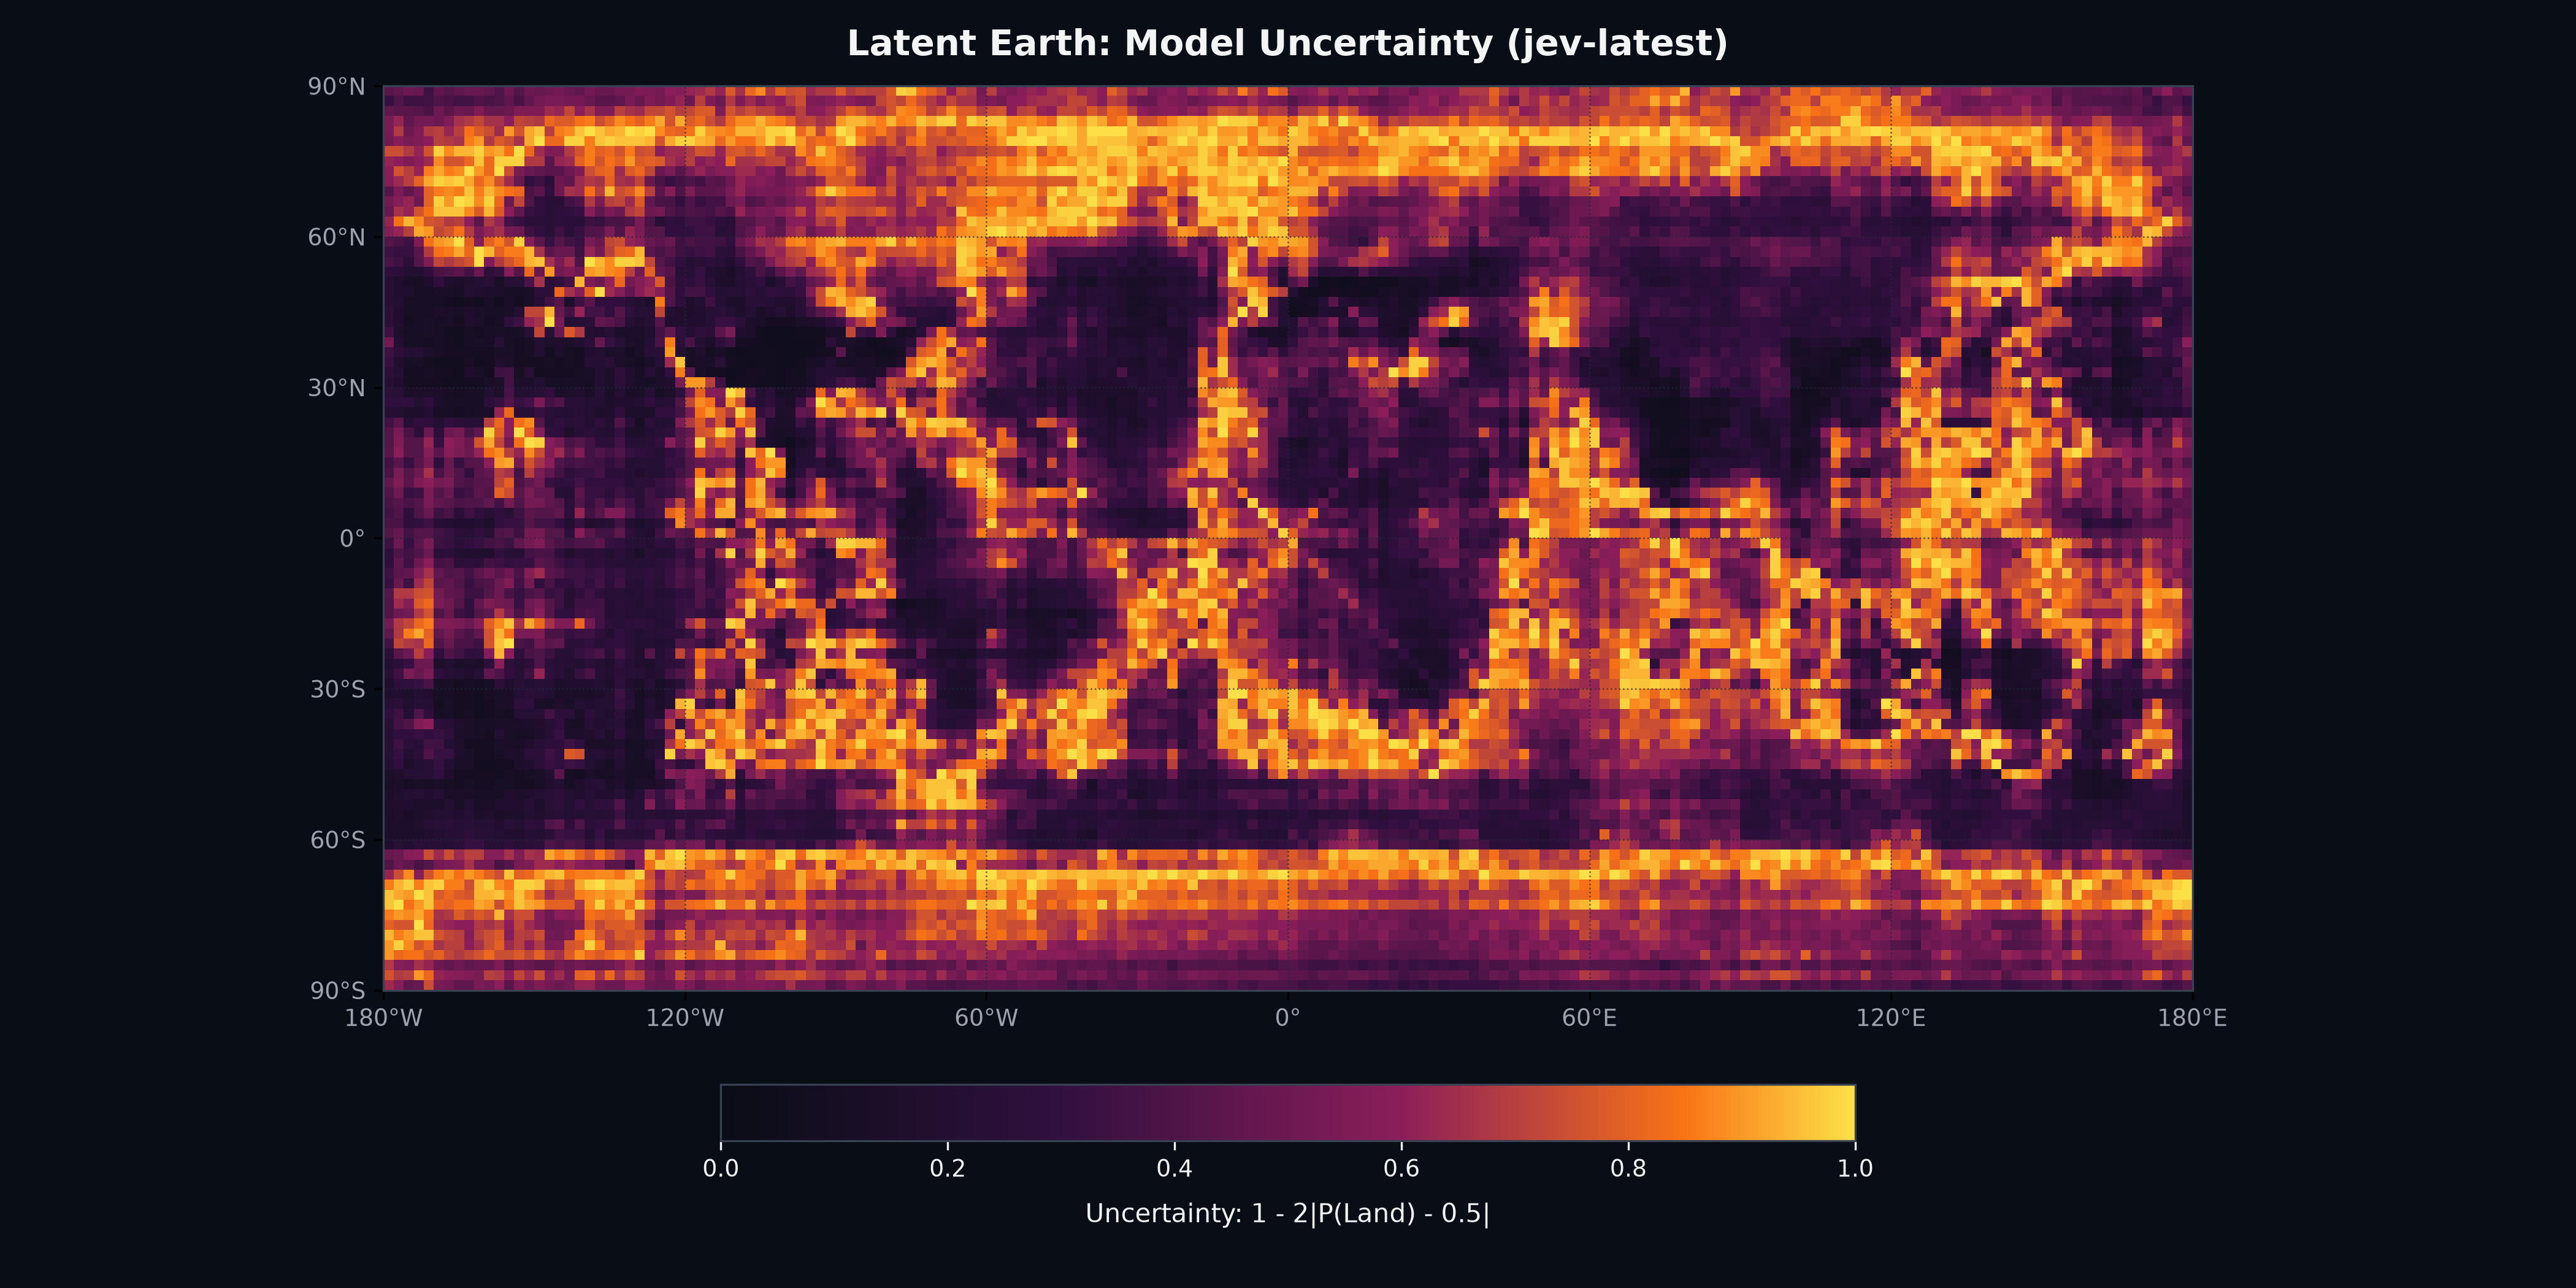 Latent Earth: Model Uncertainty (jev-latest)
90°N
60°N
30°N
0°
30°S
60°S
90°S
180°W 120°W 60°W 0° 60°E 120°E 180°E
0.0 0.2 0.4 0.6 0.8 1.0
Uncertainty: 1 - 2|P(Land) - 0.5|